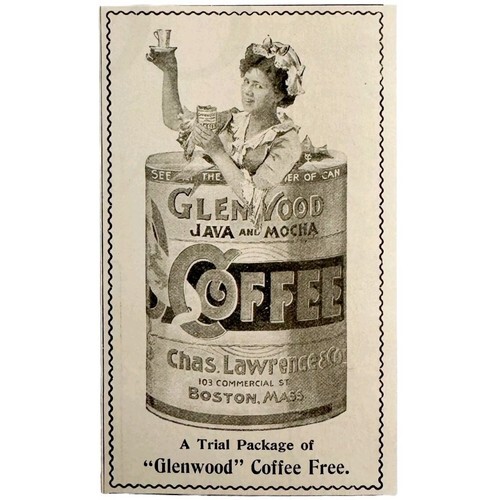 SEE AT THE ER OF CAN
GLENWOOD
JAVA AND MOCHA
COFFEE
Chas. Lawrence & Co
103 COMMERCIAL ST
BOSTON, MASS
A Trial Package of
"Glenwood" Coffee Free.